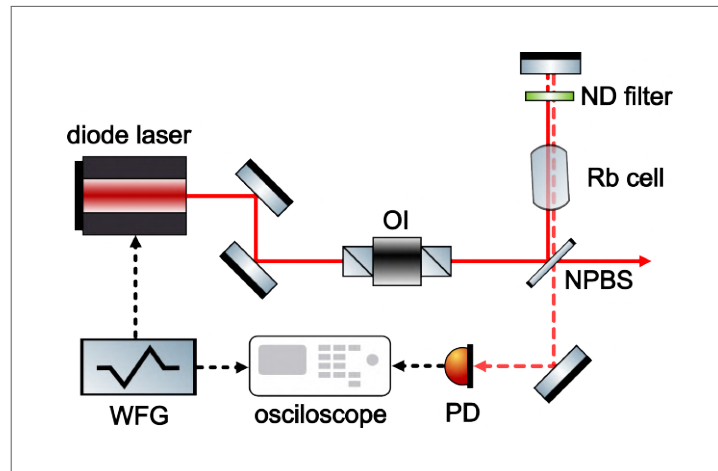 ND filter
diode laser
Rb cell
OI
NPBS
WFG
osciloscope
PD